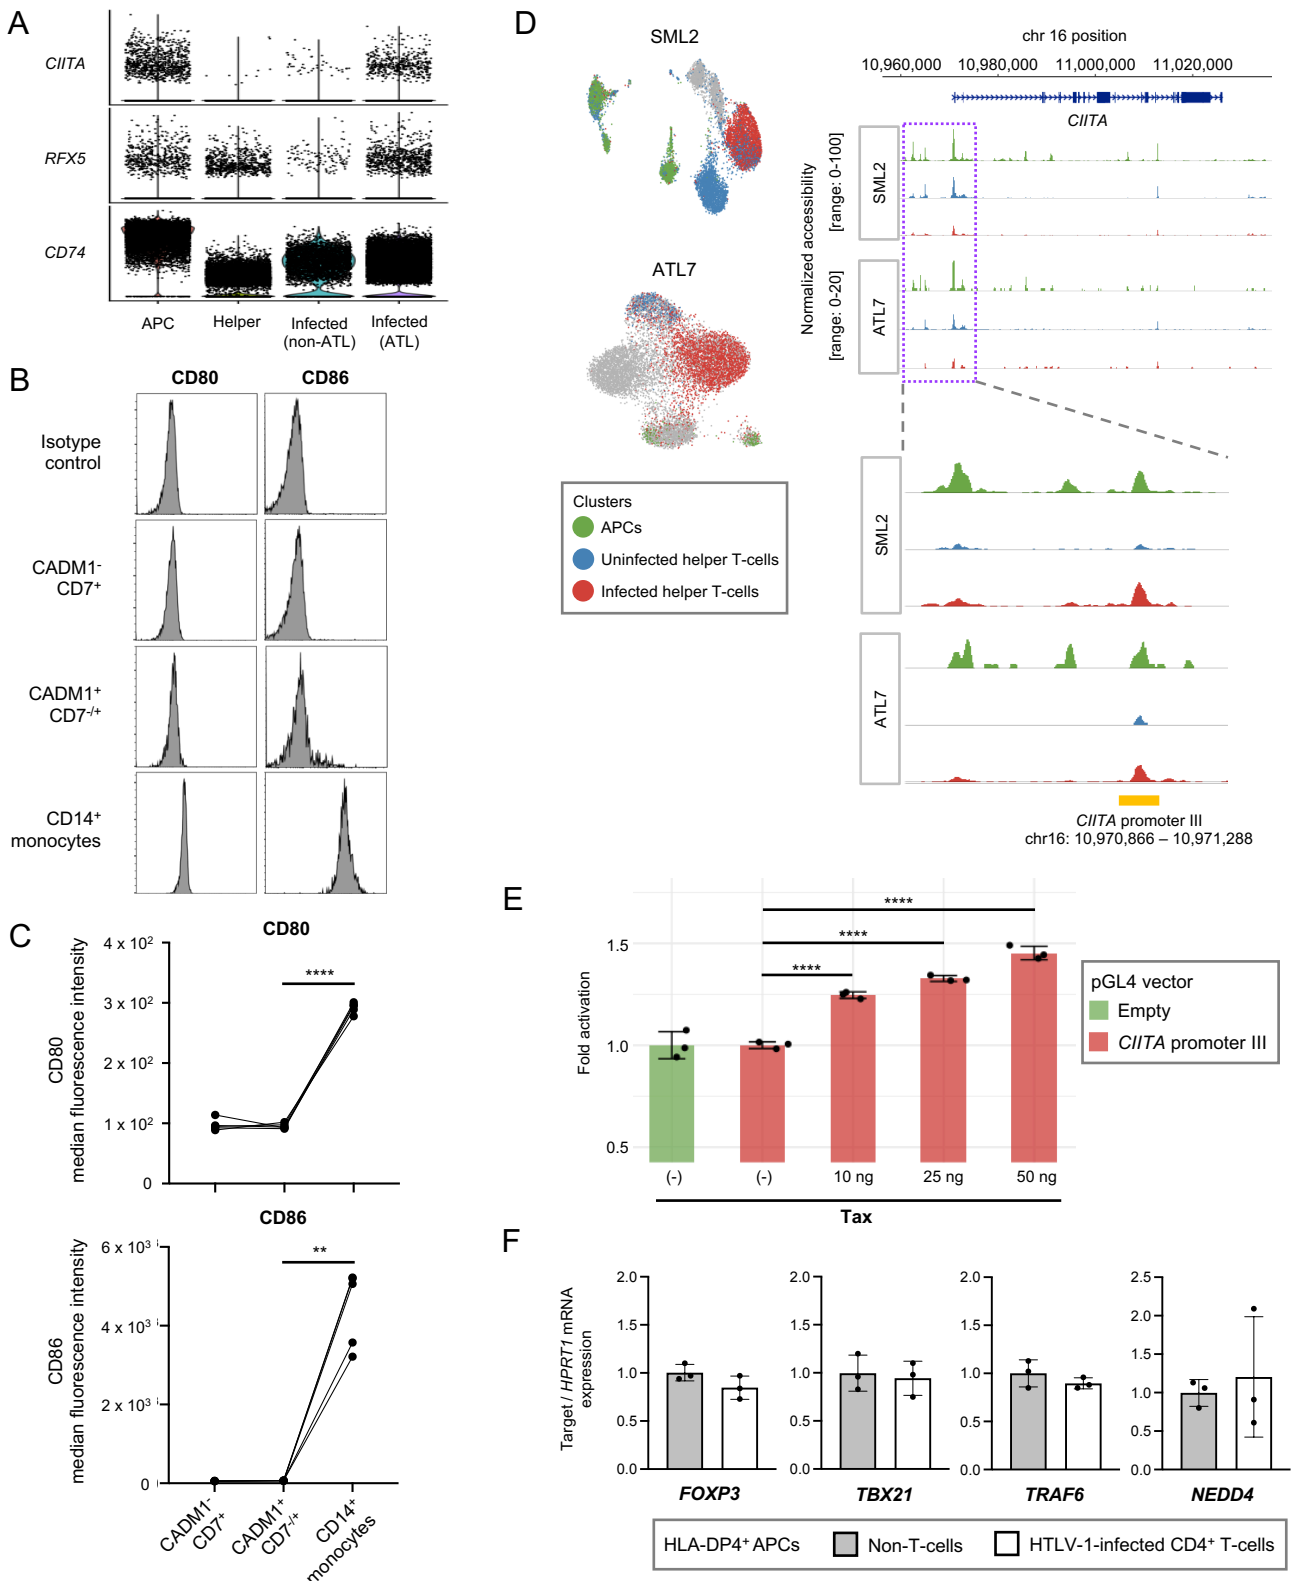 A
CIITA
RFX5
CD74
APC
Helper
Infected
(non-ATL)
Infected
(ATL)
B
CD80
CD86
Isotype
control
CADM1-
CD7+
CADM1+
CD7-/+
CD14+
monocytes
C
CD80
4 x 10²
3 x 10²
2 x 10²
1 x 10²
0
CD80
median fluorescence intensity
****
CD86
6 x 10³
4 x 10³
2 x 10³
0
CD86
median fluorescence intensity
**
CADM1-
CD7+
CADM1+
CD7-/+
CD14+
monocytes
D
SML2
ATL7
Clusters
APCs
Uninfected helper T-cells
Infected helper T-cells
chr 16 position
10,960,000 10,980,000 11,000,000 11,020,000
CIITA
Normalized accessibility
[range: 0-20] [range: 0-100]
SML2
ATL7
SML2
ATL7
CIITA promoter III
chr16: 10,970,866 – 10,971,288
E
Fold activation
1.5
1.0
0.5
****
****
****
(-) (-) 10 ng 25 ng 50 ng
Tax
pGL4 vector
Empty
CIITA promoter III
F
Target / HPRT1 mRNA
expression
2.0
1.5
1.0
0.5
0.0
FOXP3
2.0
1.5
1.0
0.5
0.0
TBX21
2.0
1.5
1.0
0.5
0.0
TRAF6
2.5
2.0
1.5
1.0
0.5
0.0
NEDD4
HLA-DP4+ APCs Non-T-cells HTLV-1-infected CD4+ T-cells